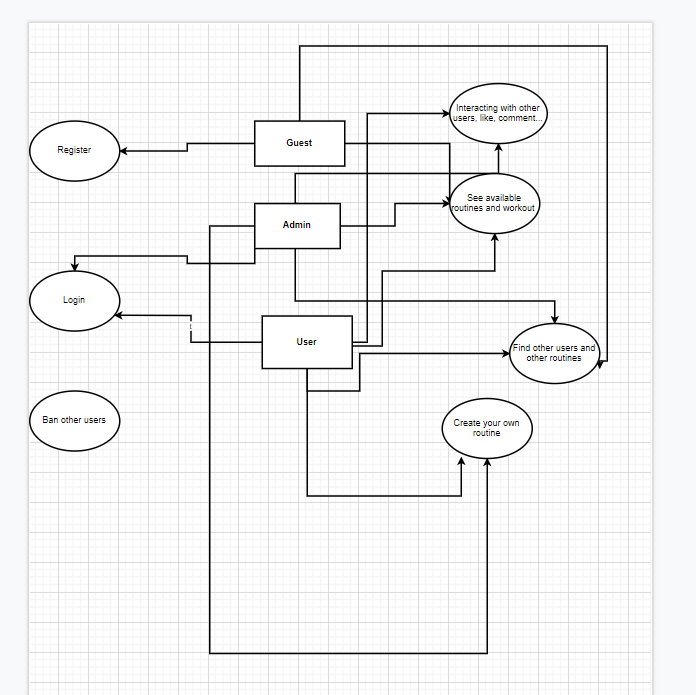 Interacting with other
users, like, comment...
Guest
Register
See available
routines and workout
Admin
Login
t
User
Find other users and
other routines
Ban other users
Create your own
routine